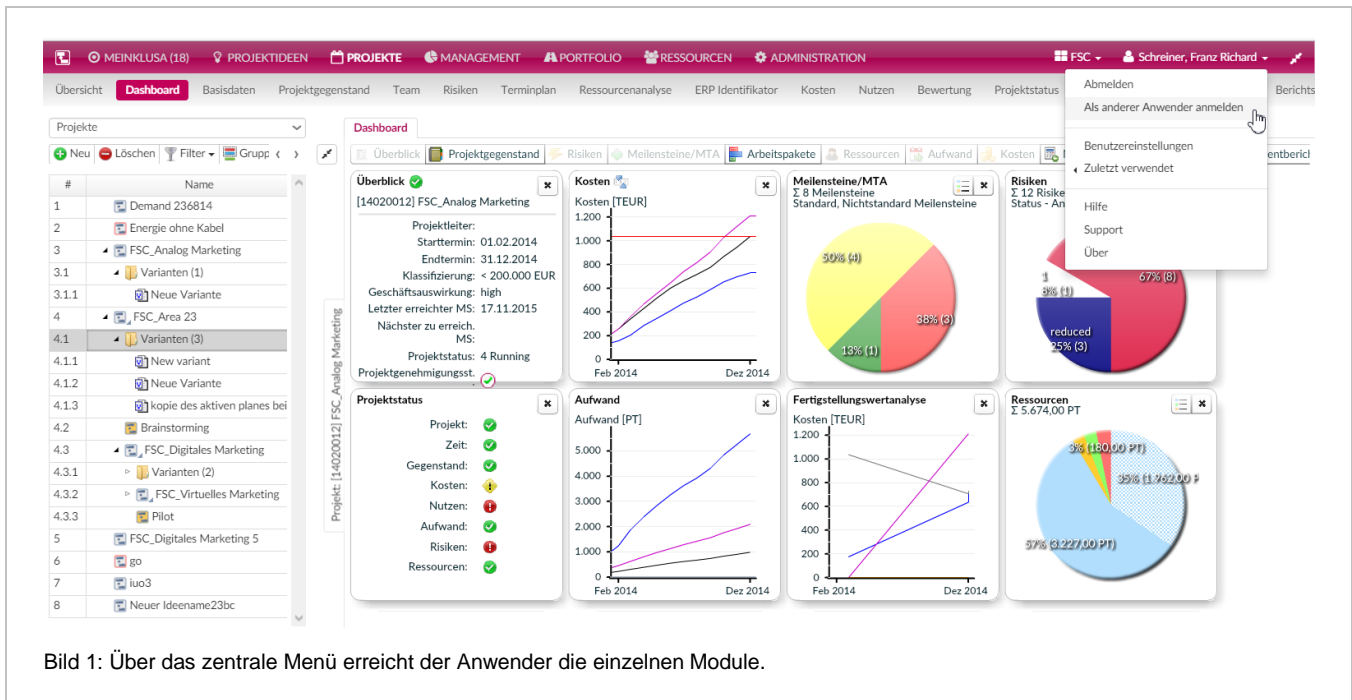 MEINKLUSA (18) PROJEKTIDEEN PROJEKTE MANAGEMENT PORTFOLIO RESSOURCEN ADMINISTRATION FSC Schreiner, Franz Richard
Übersicht Dashboard Basisdaten Projektgegenstand Team Risiken Terminplan Ressourcenanalyse ERP Identifikator Kosten Nutzen Bewertung Projektstatus Berichts
Abmelden
Als anderer Anwender anmelden
Benutzereinstellungen
Zuletzt verwendet
Hilfe
Support
Über
Projekte
Neu Löschen Filter Grupp
# Name
1 Demand 236814
2 Energie ohne Kabel
3 FSC_Analog Marketing
3.1 Varianten (1)
3.1.1 Neue Variante
4 FSC_Area 23
4.1 Varianten (3)
4.1.1 New variant
4.1.2 Neue Variante
4.1.3 kopie des aktiven planes bei
4.2 Brainstorming
4.3 FSC_Digitales Marketing
4.3.1 Varianten (2)
4.3.2 FSC_Virtuelles Marketing
4.3.3 Pilot
5 FSC_Digitales Marketing 5
6 go
7 iuo3
8 Neuer Ideename23bc
Projekt: [14020012] FSC_Analog Marketing
Dashboard
Überblick Projektgegenstand Risiken Meilensteine/MTA Arbeitspakete Ressourcen Aufwand Kosten entberich
Überblick
[14020012] FSC_Analog Marketing
Projektleiter:
Starttermin: 01.02.2014
Endtermin: 31.12.2014
Klassifizierung: < 200.000 EUR
Geschäftsauswirkung: high
Letzter erreichter MS: 17.11.2015
Nächster zu erreich.
MS:
Projektstatus: 4 Running
Projektgenehmigungsst.
Kosten
Kosten [TEUR]
1.200
1.000
800
600
400
200
0
Feb 2014 Dez 2014
Meilensteine/MTA
Σ 8 Meilensteine
Standard, Nichtstandard Meilensteine
50% (4)
38% (3)
13% (1)
Risiken
Σ 12 Risike
Status - An
1
8% (1)
67% (8)
reduced
25% (3)
Projektstatus
Projekt:
Zeit:
Gegenstand:
Kosten:
Nutzen:
Aufwand:
Risiken:
Ressourcen:
Aufwand
Aufwand [PT]
5.000
4.000
3.000
2.000
1.000
0
Feb 2014 Dez 2014
Fertigstellungswertanalyse
Kosten [TEUR]
1.200
1.000
800
600
400
200
0
Feb 2014 Dez 2014
Ressourcen
Σ 5.674,00 PT
3% (180,00 PT)
35% (1.962,00 P
57% (3.227,00 PT)
Bild 1: Über das zentrale Menü erreicht der Anwender die einzelnen Module.